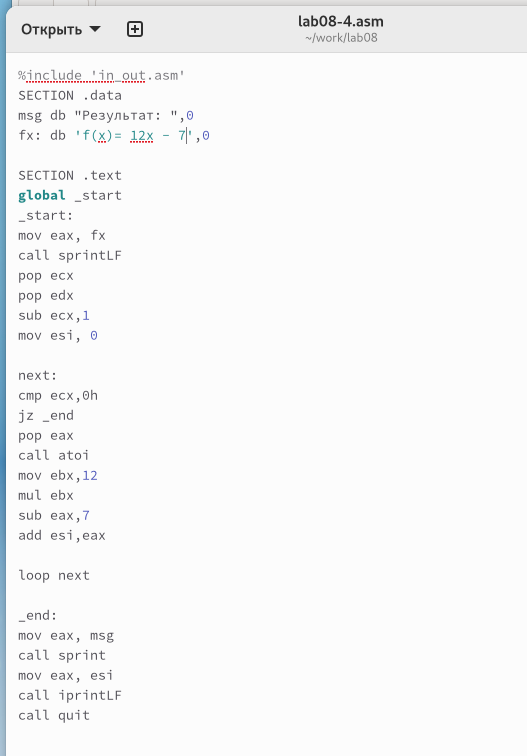 Открыть
lab08-4.asm
~/work/lab08
%include 'in_out.asm'
SECTION .data
msg db "Результат: ",0
fx: db 'f(x)= 12x - 7',0
SECTION .text
global _start
_start:
mov eax, fx
call sprintLF
pop ecx
pop edx
sub ecx,1
mov esi, 0
next:
cmp ecx,0h
jz _end
pop eax
call atoi
mov ebx,12
mul ebx
sub eax,7
add esi,eax
loop next
_end:
mov eax, msg
call sprint
mov eax, esi
call iprintLF
call quit